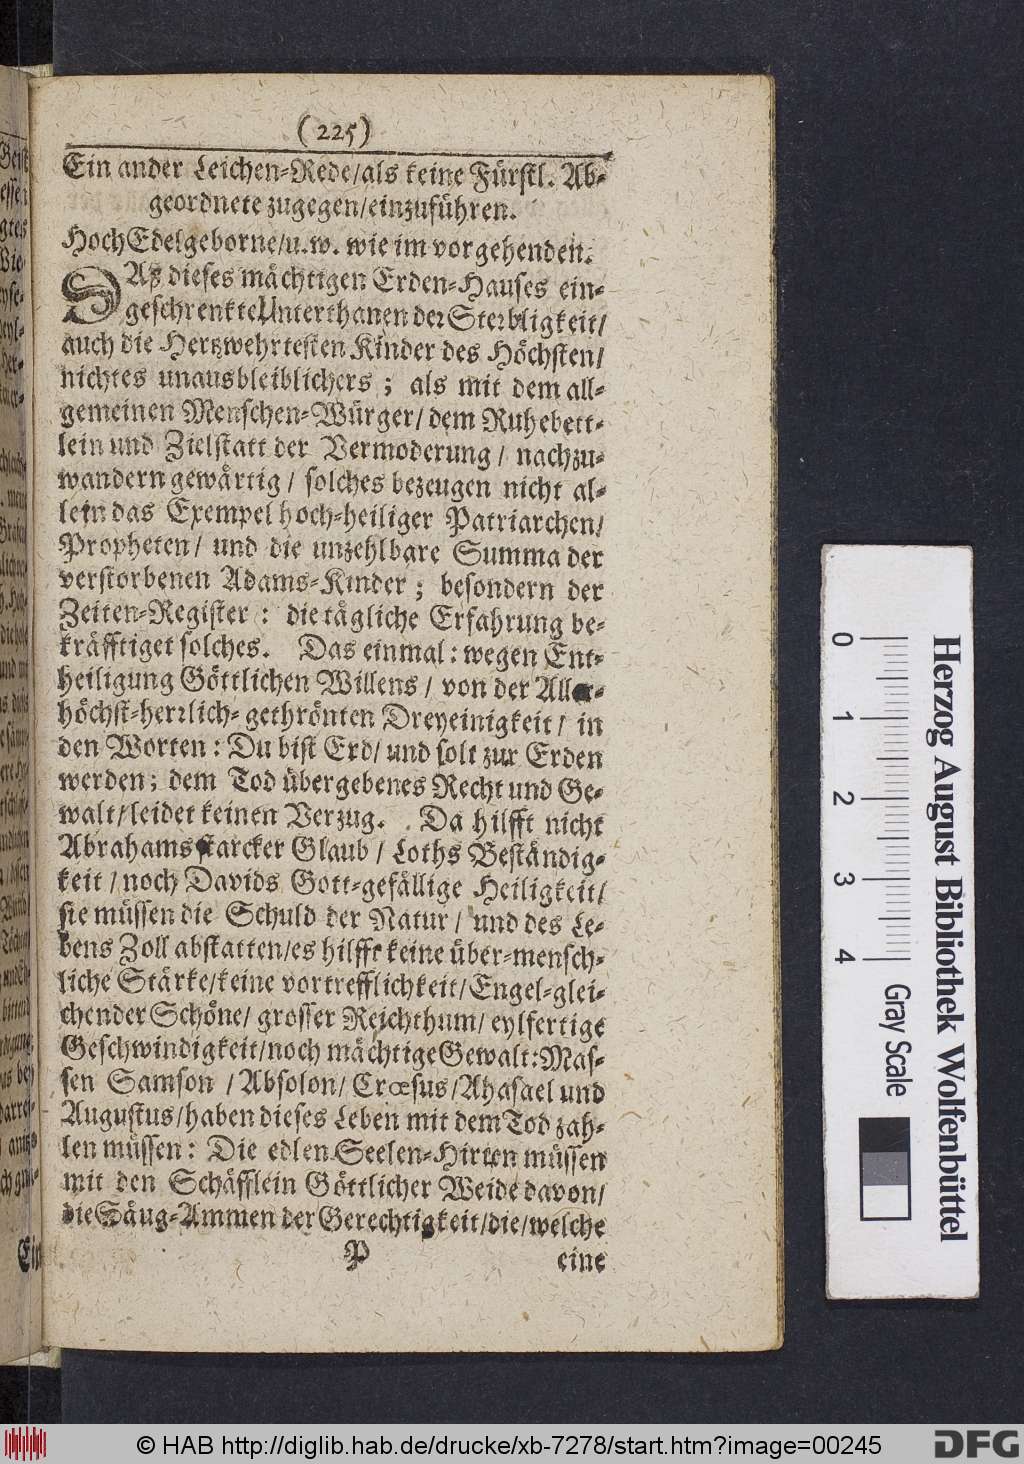 (225)
Ein ander Leichen-Rede/als keine Fürstl. Ab-
geordnete zugegen/einzuführen.
HochEdelgeborne/u.w. wie im vorgehenden.
DAß dieses mächtigen Erden-Hauses ein-
geschrenkte Unterthanen der Sterbligkeit/
auch die Hertzwehrtesten Kinder des Höchsten/
nichtes unausbleiblichers; als mit dem all-
gemeinen Menschen-Würger/ dem Ruhebett-
lein und Zielstatt der Vermoderung/ nachzu-
wandern gewärtig/ solches bezeugen nicht al-
lein das Exempel hoch-heiliger Patriarchen/
Propheten/ und die unzehlbare Summa der
verstorbenen Adams-Kinder; besondern der
Zeiten-Register: die tägliche Erfahrung be-
kräfftiget solches. Das einmal: wegen Ent-
heiligung Göttlichen Willens/ von der Aller-
höchst-herrlich-gethrönten Dreyeinigkeit/ in
den Worten: Du bist Erd/ und solt zur Erden
werden; dem Tod übergebenes Recht und Ge-
walt/leidet keinen Verzug. Da hilfft nicht
Abrahams starcker Glaub/ Loths Beständig-
keit/noch Davids Gott-gefällige Heiligkeit/
sie müssen die Schuld der Natur/ und des Le-
bens Zoll abstatten/es hilfft keine über-mensch-
liche Stärke/keine vortrefflichkeit/Engel-glei-
chender Schöne/ grosser Reichthum/ eylfertige
Geschwindigkeit/noch mächtige Gewalt: Mas-
sen Samson/Absolon/Crœsus/Ahasael und
Augustus/haben dieses Leben mit dem Tod zah-
len müssen: Die edlen Seelen-Hirten müssen
mit den Schäfflein Göttlicher Weide davon/
die Säug-Ammen der Gerechtigkeit/die/welche
P eine
Herzog August Bibliothek Wolfenbüttel
0 1 2 3 4
Gray Scale
© HAB http://diglib.hab.de/drucke/xb-7278/start.htm?image=00245
DFG